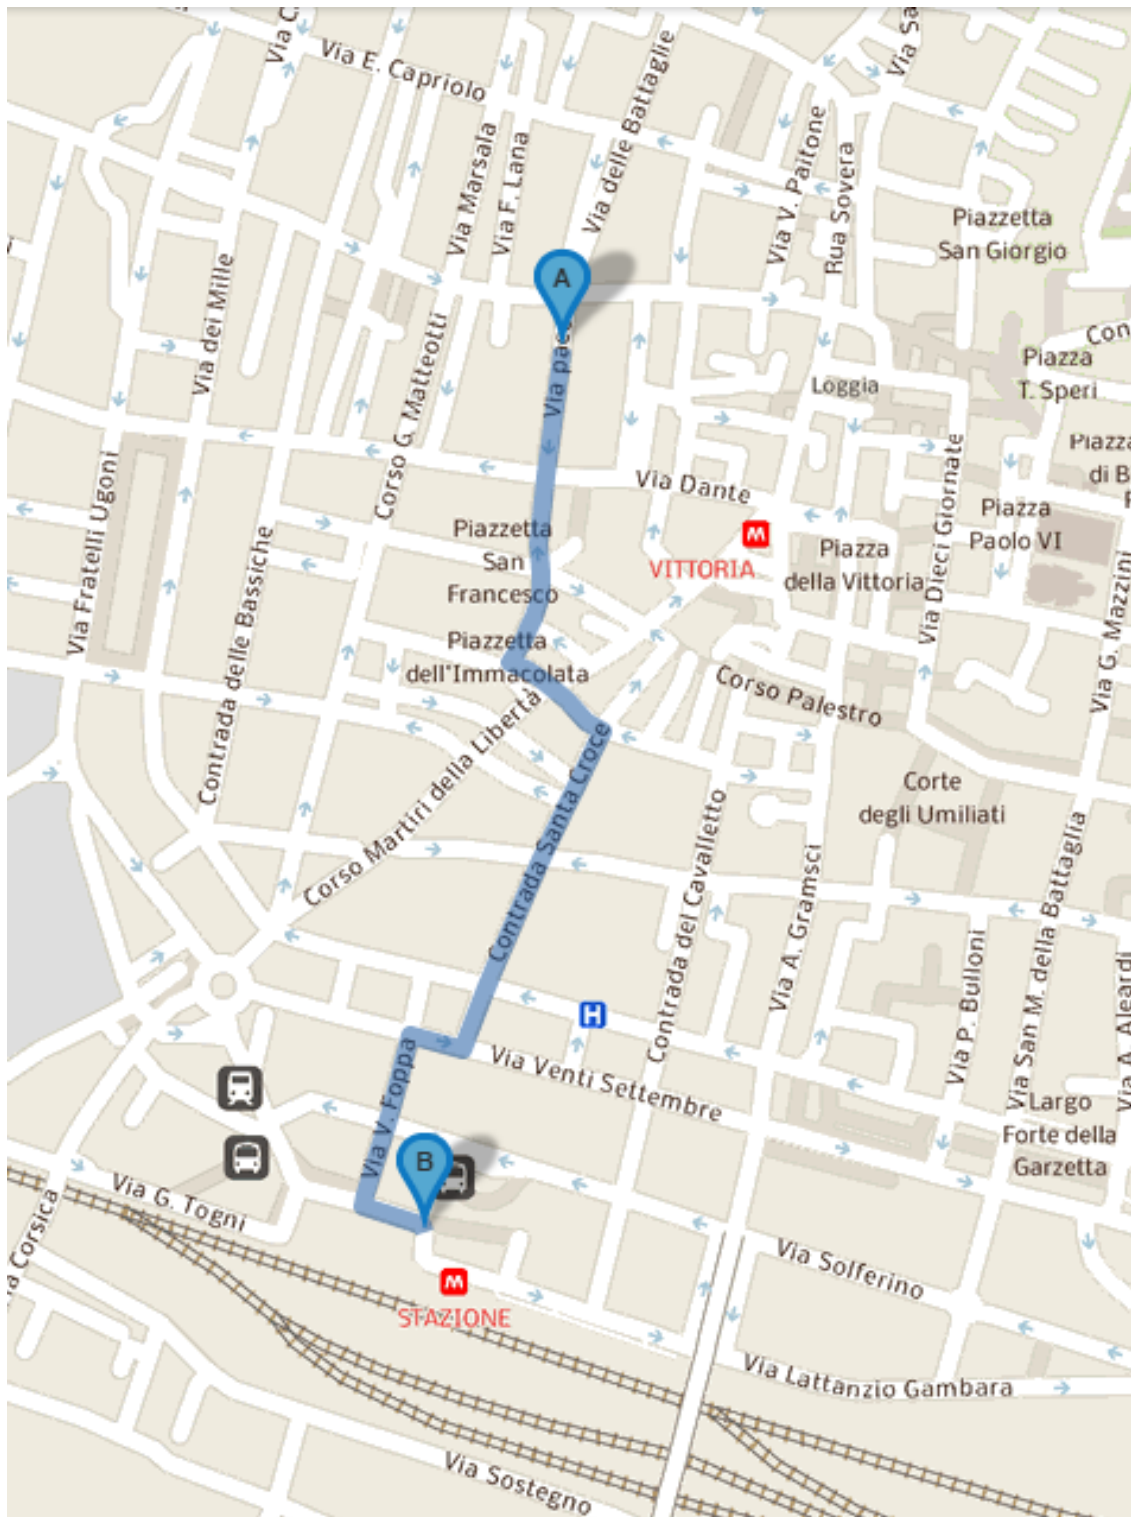 Via E. Capriolo
Via delle Battaglie
Via Marsala
Via F. Lana
Via V. Paitone
Rua Sovera
Piazzetta
San Giorgio
A
Via dei Mille
Corso G. Matteotti
Loggia
Piazza
T. Speri
Via Dante
Piazza
Paolo VI
Via Fratelli Ugoni
Contrada delle Bassiche
Piazzetta
San
Francesco
M
VITTORIA
Piazza
della Vittoria
Via Dieci Giornate
Via G. Mazzini
Piazzetta
dell'Immacolata
Corso Palestro
Corso Martiri della Libertà
Contrada Santa Croce
Corte
degli Umiliati
Contrada del Cavalletto
Via A. Gramsci
Via P. Bulloni
Via San M. della Battaglia
Via A. Aleardi
H
Via Venti Settembre
Via V. Foppa
Largo
Forte della
Garzetta
B
Via G. Togni
M
STAZIONE
Via Solferino
Via Lattanzio Gambara
Via Sostegno